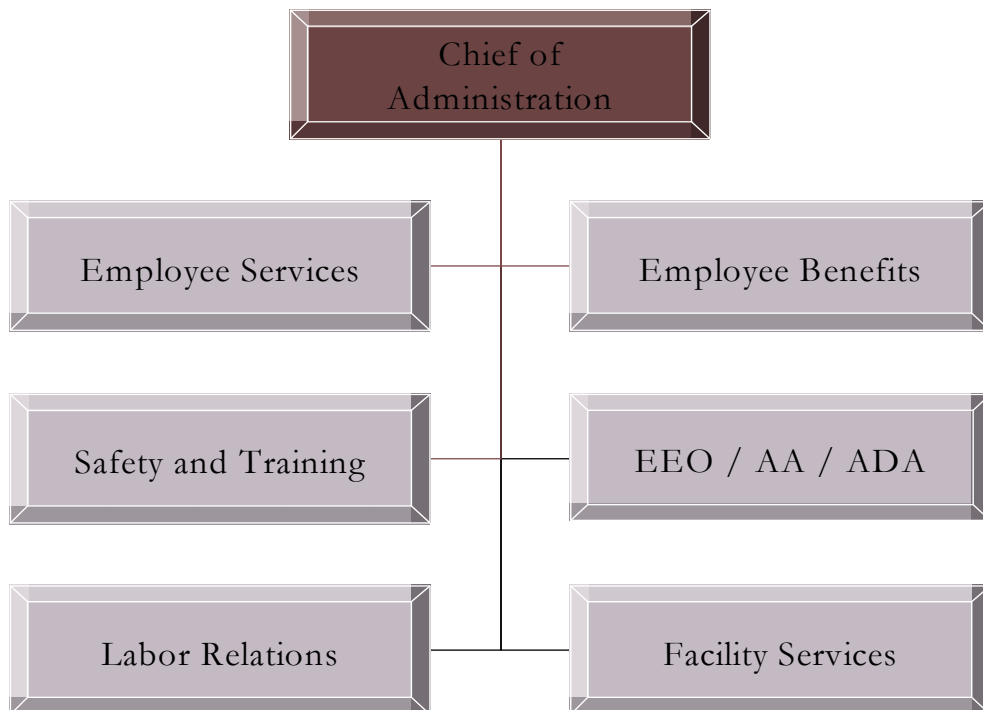 Chief of
Administration
Employee Services
Employee Benefits
Safety and Training
EEO / AA / ADA
Labor Relations
Facility Services